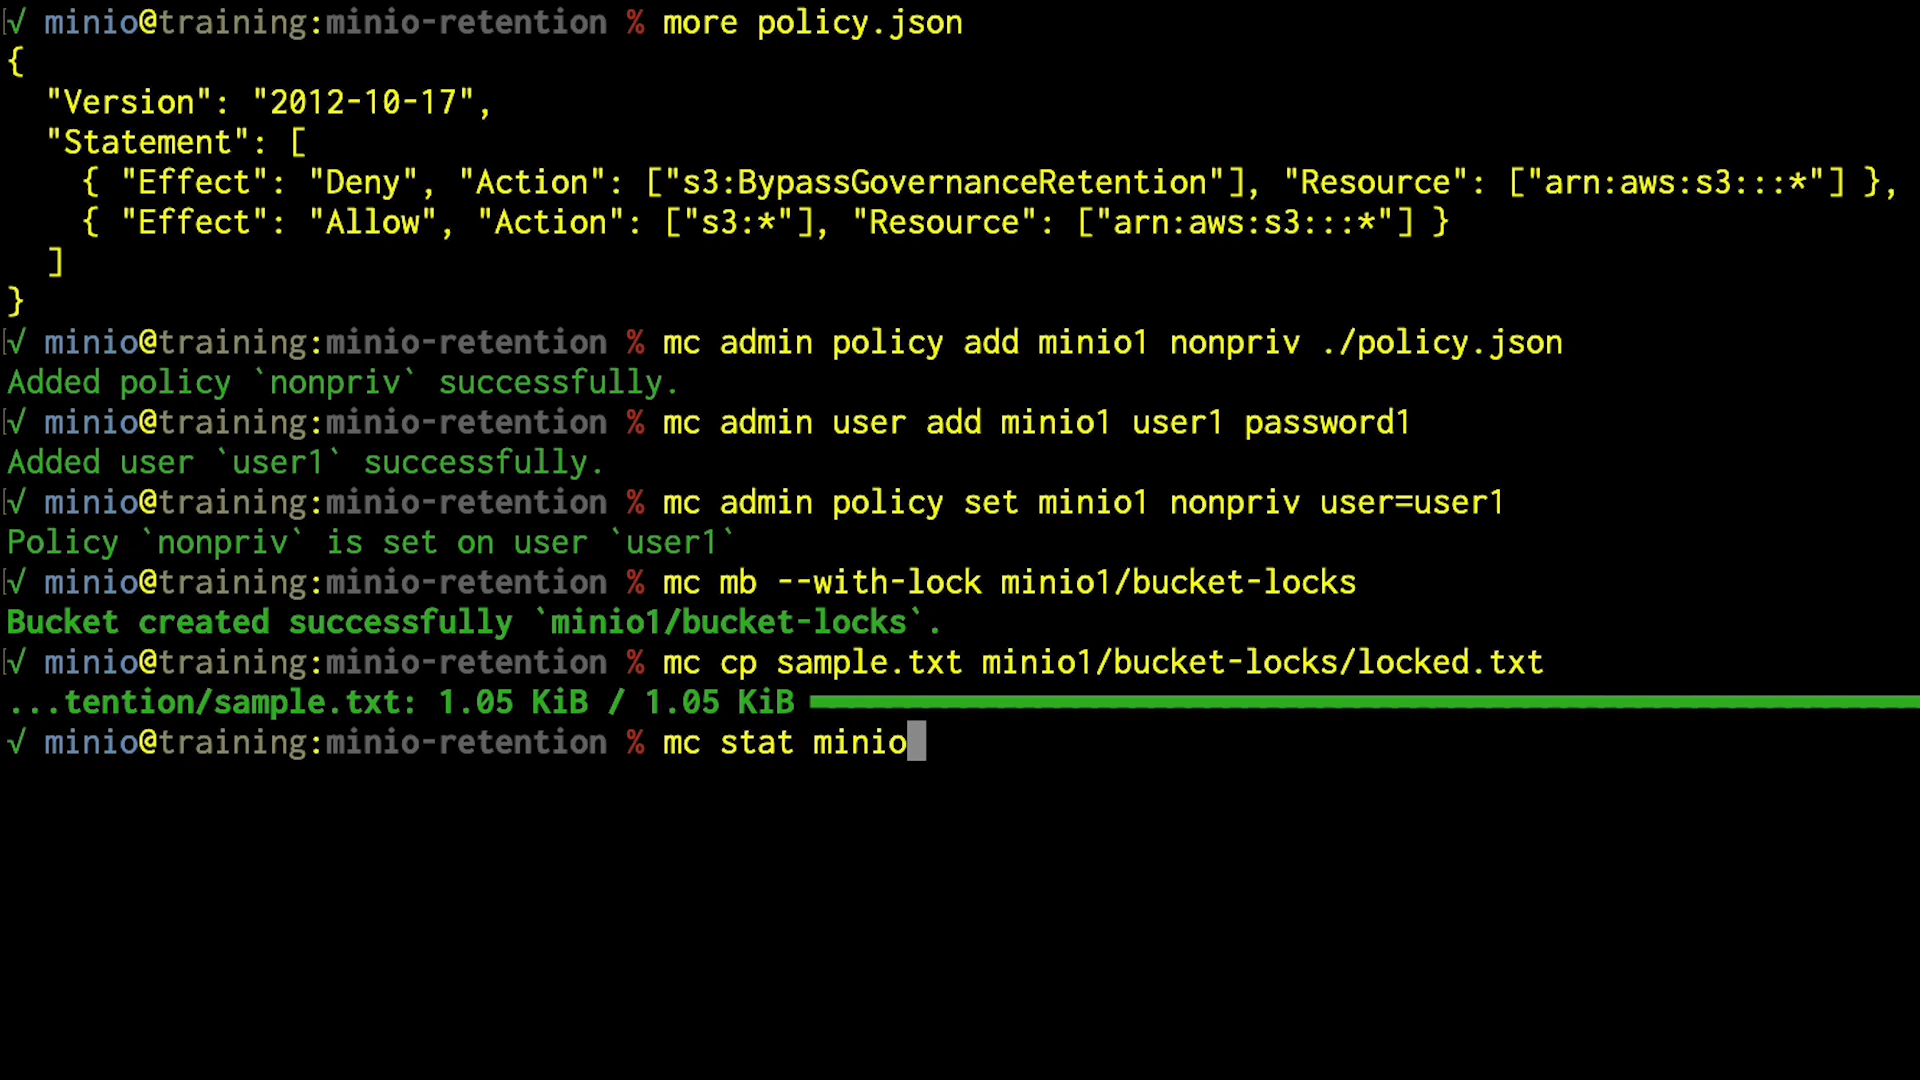 [√ minio@training:minio-retention % more policy.json
{
  "Version": "2012-10-17",
  "Statement": [
    { "Effect": "Deny", "Action": ["s3:BypassGovernanceRetention"], "Resource": ["arn:aws:s3:::*"] },
    { "Effect": "Allow", "Action": ["s3:*"], "Resource": ["arn:aws:s3:::*"] }
  ]
}
[√ minio@training:minio-retention % mc admin policy add minio1 nonpriv ./policy.json
Added policy `nonpriv` successfully.
[√ minio@training:minio-retention % mc admin user add minio1 user1 password1
Added user `user1` successfully.
[√ minio@training:minio-retention % mc admin policy set minio1 nonpriv user=user1
Policy `nonpriv` is set on user `user1`
[√ minio@training:minio-retention % mc mb --with-lock minio1/bucket-locks
Bucket created successfully `minio1/bucket-locks`.
[√ minio@training:minio-retention % mc cp sample.txt minio1/bucket-locks/locked.txt
...tention/sample.txt: 1.05 KiB / 1.05 KiB
√ minio@training:minio-retention % mc stat minio